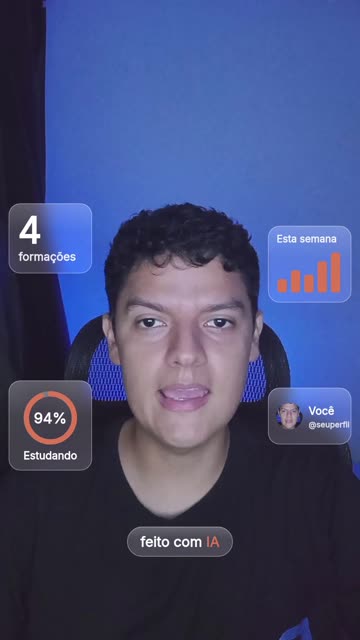 4
formações
Esta semana
94%
Estudando
Você
@seuperfil
feito com IA